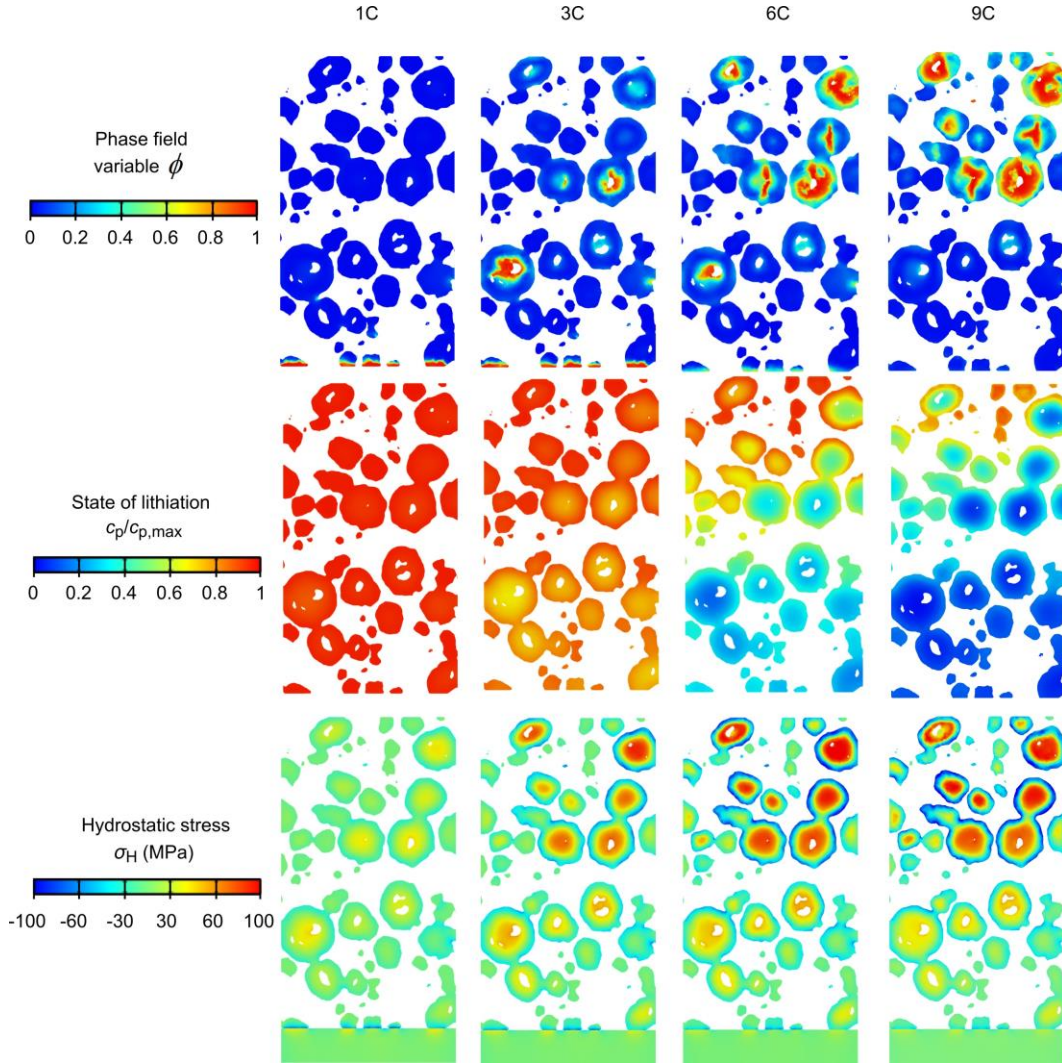 1C 3C 6C 9C
Phase field
variable ϕ
0 0.2 0.4 0.6 0.8 1
State of lithiation
cp/cp,max
0 0.2 0.4 0.6 0.8 1
Hydrostatic stress
σH (MPa)
-100 -60 -30 30 60 100